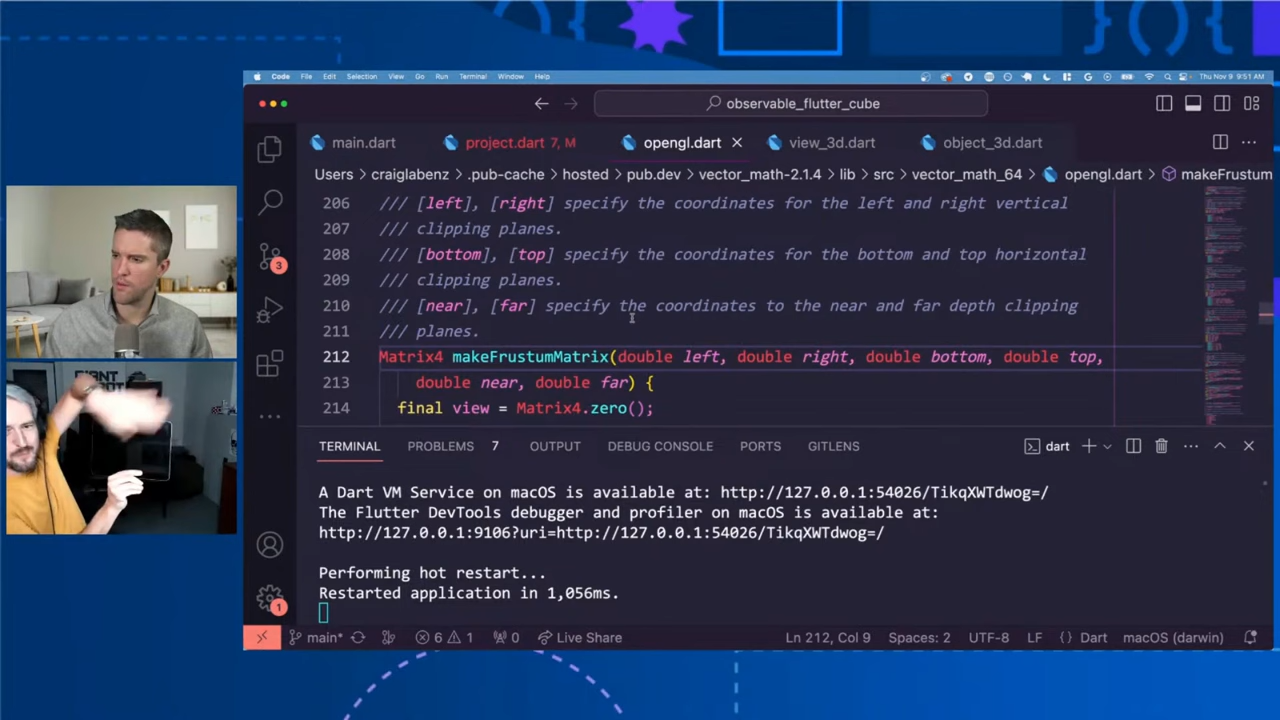 Code File Edit Selection View Go Run Terminal Window Help
Thu Nov 9 9:51 AM
observable_flutter_cube
main.dart
project.dart 7, M
opengl.dart
view_3d.dart
object_3d.dart
Users craiglabenz .pub-cache hosted pub.dev vector_math-2.1.4 lib src vector_math_64 opengl.dart makeFrustum
206 /// [left], [right] specify the coordinates for the left and right vertical
207 /// clipping planes.
208 /// [bottom], [top] specify the coordinates for the bottom and top horizontal
209 /// clipping planes.
210 /// [near], [far] specify the coordinates to the near and far depth clipping
211 /// planes.
212 Matrix4 makeFrustumMatrix(double left, double right, double bottom, double top,
213 double near, double far) {
214 final view = Matrix4.zero();
TERMINAL PROBLEMS 7 OUTPUT DEBUG CONSOLE PORTS GITLENS
dart
A Dart VM Service on macOS is available at: http://127.0.0.1:54026/TikqXWTdwog=/
The Flutter DevTools debugger and profiler on macOS is available at:
http://127.0.0.1:9106?uri=http://127.0.0.1:54026/TikqXWTdwog=/
Performing hot restart...
Restarted application in 1,056ms.
3
1
main* 6 1 0 Live Share Ln 212, Col 9 Spaces: 2 UTF-8 LF {} Dart macOS (darwin)